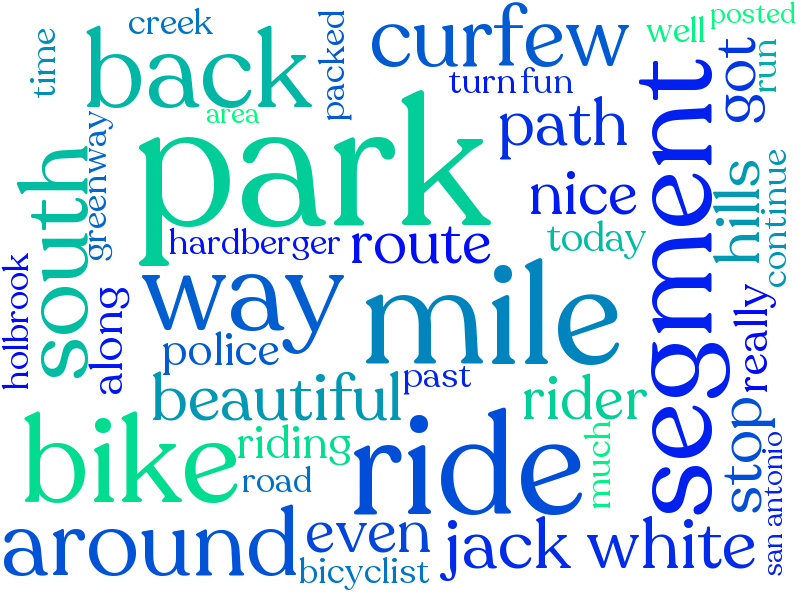 creek
packed
curfew
well
posted
time
back
area
turn
fun
path
got
run
park
segment
south
greenway
hardberger
route
nice
today
hills
continue
holbrook
along
way
mile
police
past
really
beautiful
rider
bike
riding
road
ride
much
stop
san antonio
around
even
bicyclist
jack white